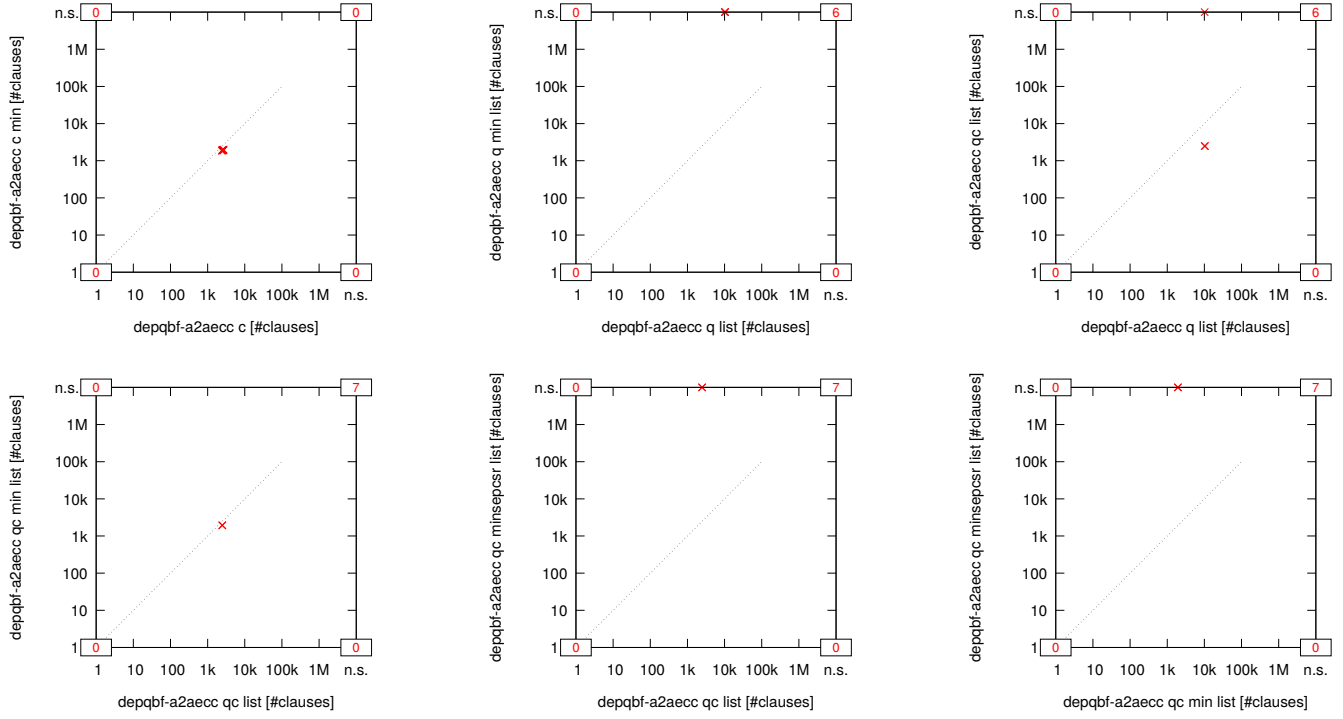 n.s. 0 0
1M
100k
10k
1k
100
10
1 0 0
1 10 100 1k 10k 100k 1M n.s.
depqbf-a2aecc c min [#clauses]
depqbf-a2aecc c [#clauses]
n.s. 0 6
1M
100k
10k
1k
100
10
1 0 0
1 10 100 1k 10k 100k 1M n.s.
depqbf-a2aecc q min list [#clauses]
depqbf-a2aecc q list [#clauses]
n.s. 0 6
1M
100k
10k
1k
100
10
1 0 0
1 10 100 1k 10k 100k 1M n.s.
depqbf-a2aecc qc list [#clauses]
depqbf-a2aecc q list [#clauses]
n.s. 0 7
1M
100k
10k
1k
100
10
1 0 0
1 10 100 1k 10k 100k 1M n.s.
depqbf-a2aecc qc min list [#clauses]
depqbf-a2aecc qc list [#clauses]
n.s. 0 7
1M
100k
10k
1k
100
10
1 0 0
1 10 100 1k 10k 100k 1M n.s.
depqbf-a2aecc qc minsepcsr list [#clauses]
depqbf-a2aecc qc list [#clauses]
n.s. 0 7
1M
100k
10k
1k
100
10
1 0 0
1 10 100 1k 10k 100k 1M n.s.
depqbf-a2aecc qc minsepcsr list [#clauses]
depqbf-a2aecc qc min list [#clauses]